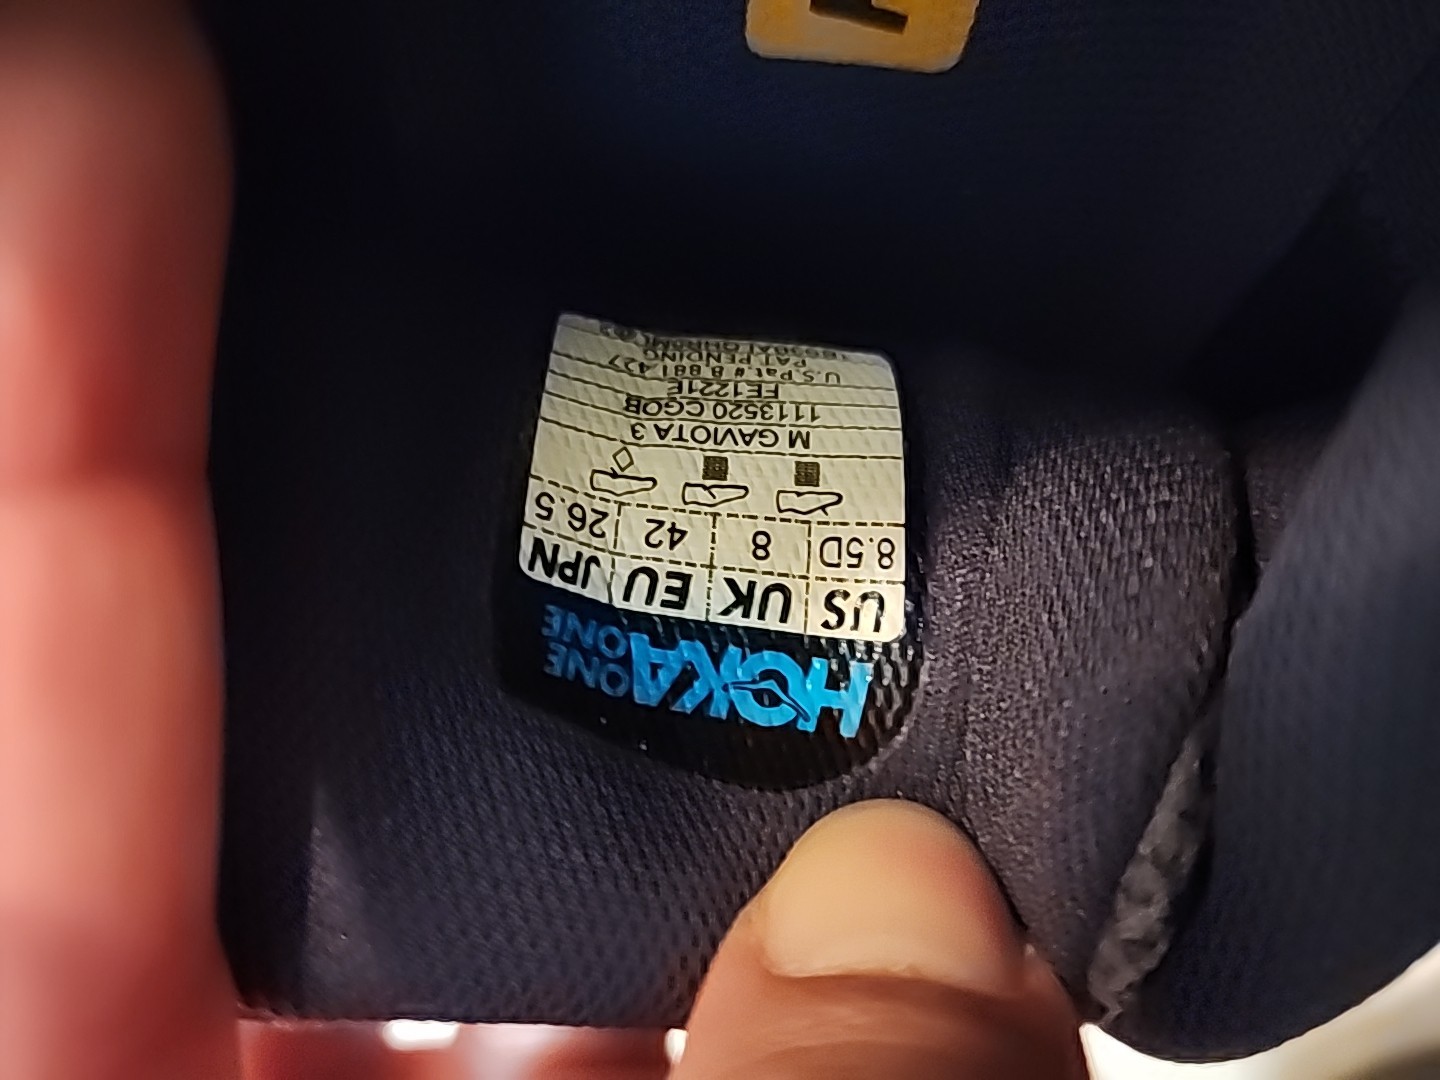 HOKA ONE ONE
US UK EU JPN
8.5D 8 42 26.5
M GAVIOTA 3
1113520 CGOB
FE1221E
U.S Pat.# 8 881 427
PAT.PENDING